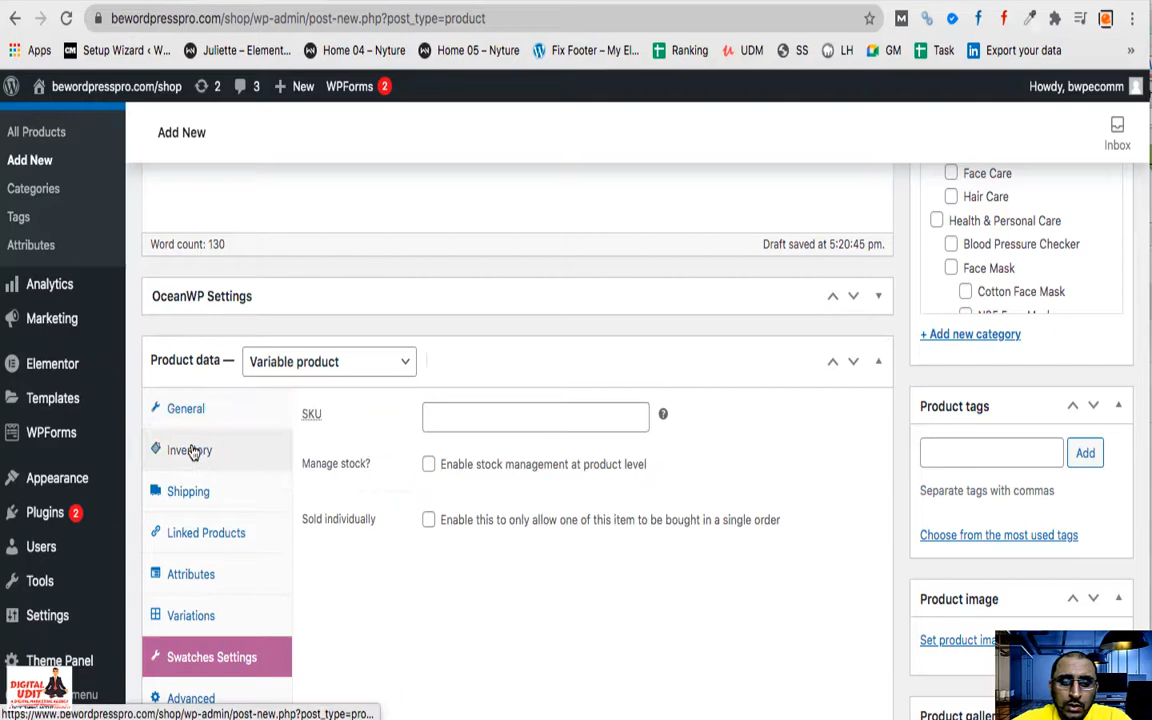 bewordpresspro.com/shop/wp-admin/post-new.php?post_type=product
Apps
Setup Wizard ‹ W...
Juliette – Element...
Home 04 – Nyture
Home 05 – Nyture
Fix Footer – My El...
Ranking
UDM
SS
LH
GM
Task
Export your data
»
bewordpresspro.com/shop
2
3
New
WPForms 2
Howdy, bwpecomm
All Products
Add New
Categories
Tags
Attributes
Analytics
Marketing
Elementor
Templates
WPForms
Appearance
Plugins 2
Users
Tools
Settings
Theme Panel
menu
DIGITAL
UDIT
Add New
Inbox
Word count: 130
Draft saved at 5:20:45 pm.
OceanWP Settings
Product data —
Variable product
General
Inventory
Shipping
Linked Products
Attributes
Variations
Swatches Settings
Advanced
SKU
Manage stock?
Enable stock management at product level
Sold individually
Enable this to only allow one of this item to be bought in a single order
Face Care
Hair Care
Health & Personal Care
Blood Pressure Checker
Face Mask
Cotton Face Mask
+ Add new category
Product tags
Add
Separate tags with commas
Choose from the most used tags
Product image
Set product ima
Product galler
https://www.bewordpresspro.com/shop/wp-admin/post-new.php?post_type=pro...